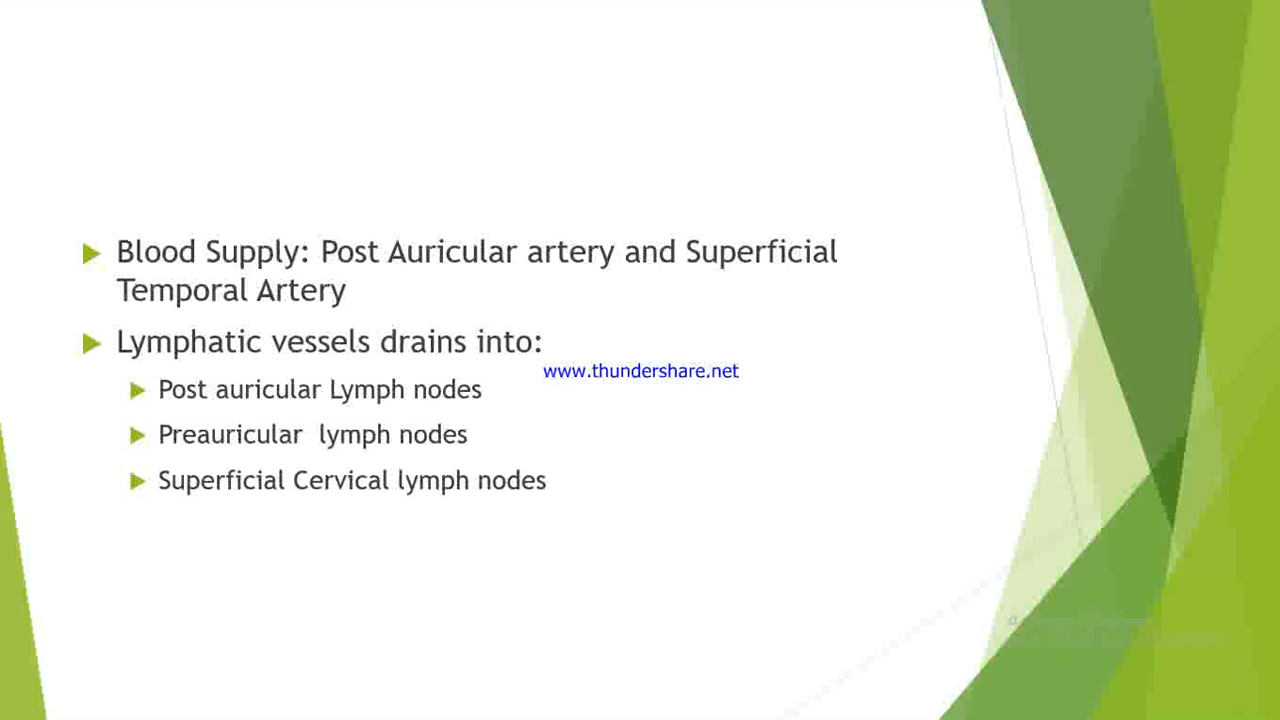 Blood Supply: Post Auricular artery and Superficial
Temporal Artery
Lymphatic vessels drains into:
www.thundershare.net
Post auricular Lymph nodes
Preauricular  lymph nodes
Superficial Cervical lymph nodes